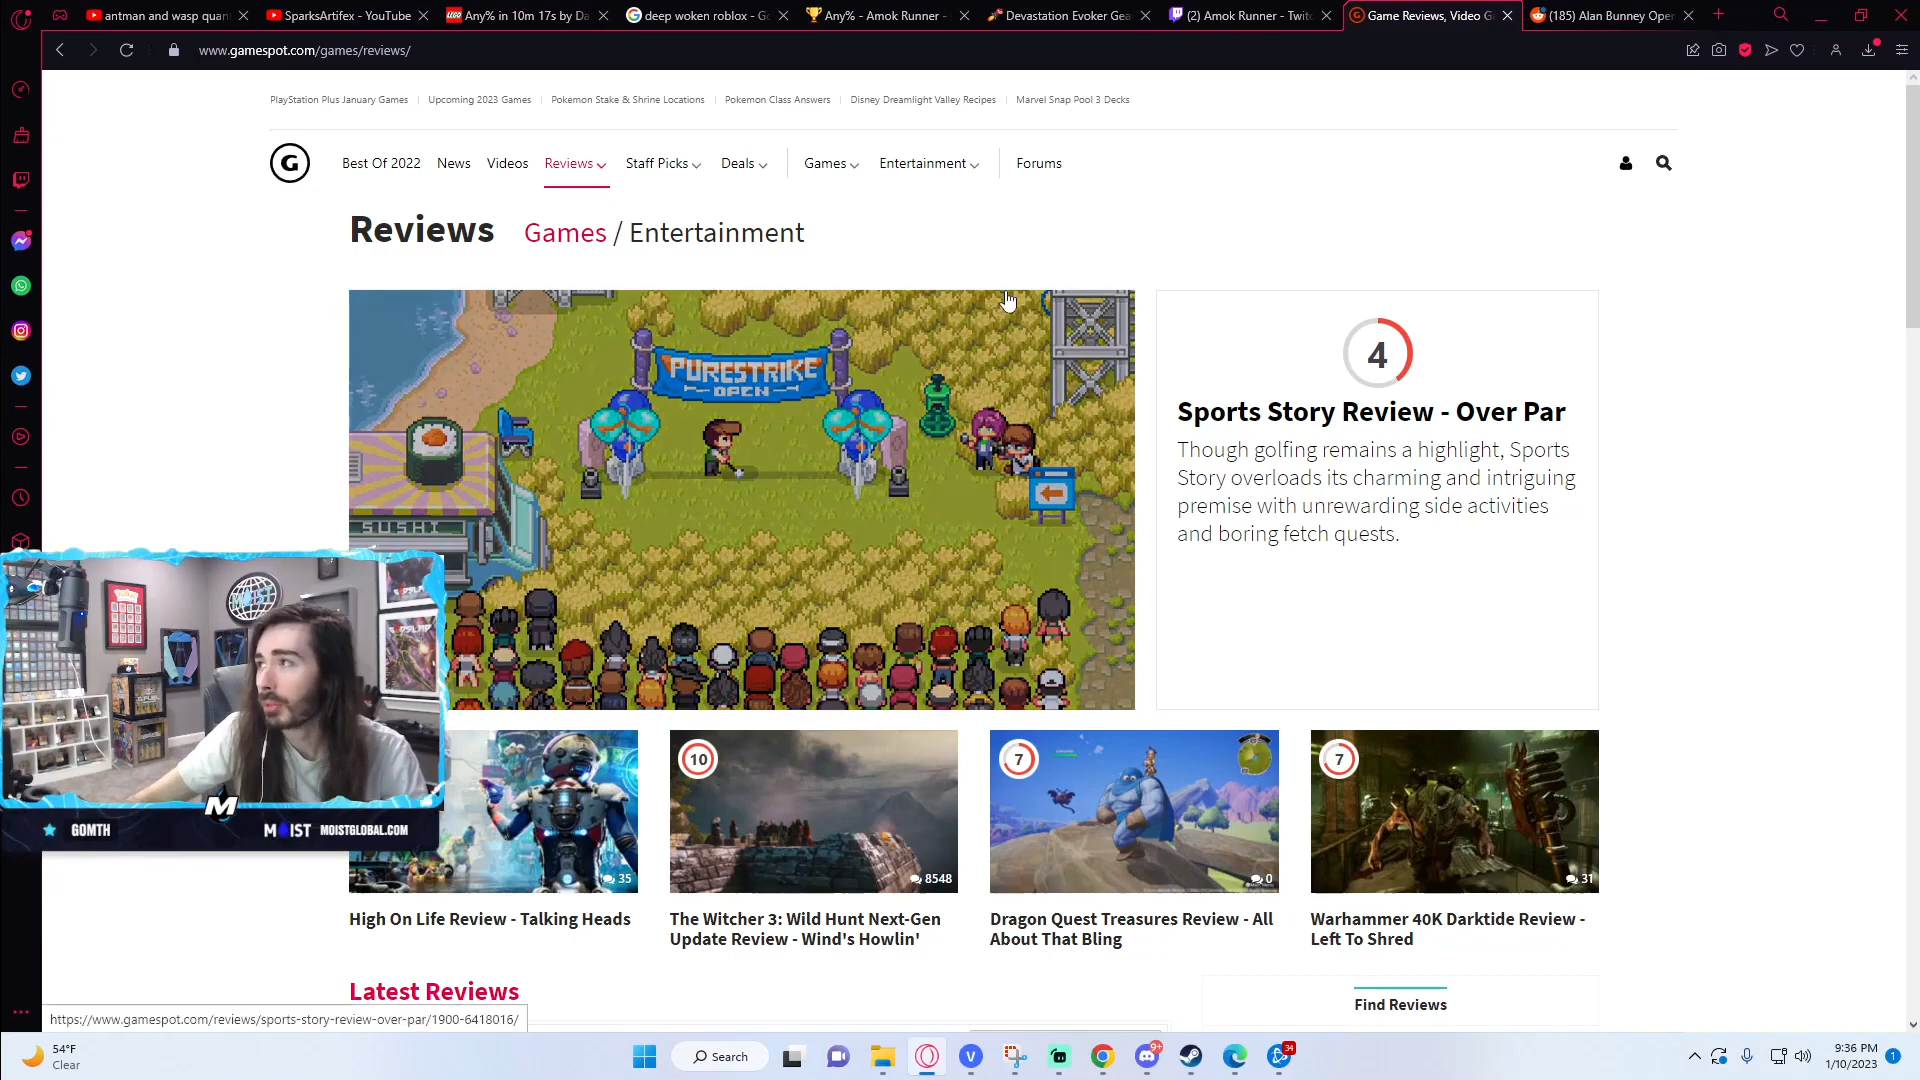 antman and wasp quan
SparksArtifex - YouTube
Any% in 10m 17s by Da
deep woken roblox - Go
Any% - Amok Runner -
Devastation Evoker Gea
(2) Amok Runner - Twitc
Game Reviews, Video G
(185) Alan Bunney Oper
www.gamespot.com/games/reviews/
PlayStation Plus January Games
Upcoming 2023 Games
Pokemon Stake & Shrine Locations
Pokemon Class Answers
Disney Dreamlight Valley Recipes
Marvel Snap Pool 3 Decks
G
Best Of 2022
News
Videos
Reviews
Staff Picks
Deals
Games
Entertainment
Forums
Reviews
Games / Entertainment
PURESTRIKE
OPEN
SUSHI
4
Sports Story Review - Over Par
Though golfing remains a highlight, Sports
Story overloads its charming and intriguing
premise with unrewarding side activities
and boring fetch quests.
MOIST
M
GOMTH
MOIST
MOISTGLOBAL.COM
35
High On Life Review - Talking Heads
10
8548
The Witcher 3: Wild Hunt Next-Gen
Update Review - Wind's Howlin'
7
0
Dragon Quest Treasures Review - All
About That Bling
7
31
Warhammer 40K Darktide Review -
Left To Shred
Latest Reviews
Find Reviews
https://www.gamespot.com/reviews/sports-story-review-over-par/1900-6418016/
54°F
Clear
Search
V
9+
34
9:36 PM
1/10/2023
1